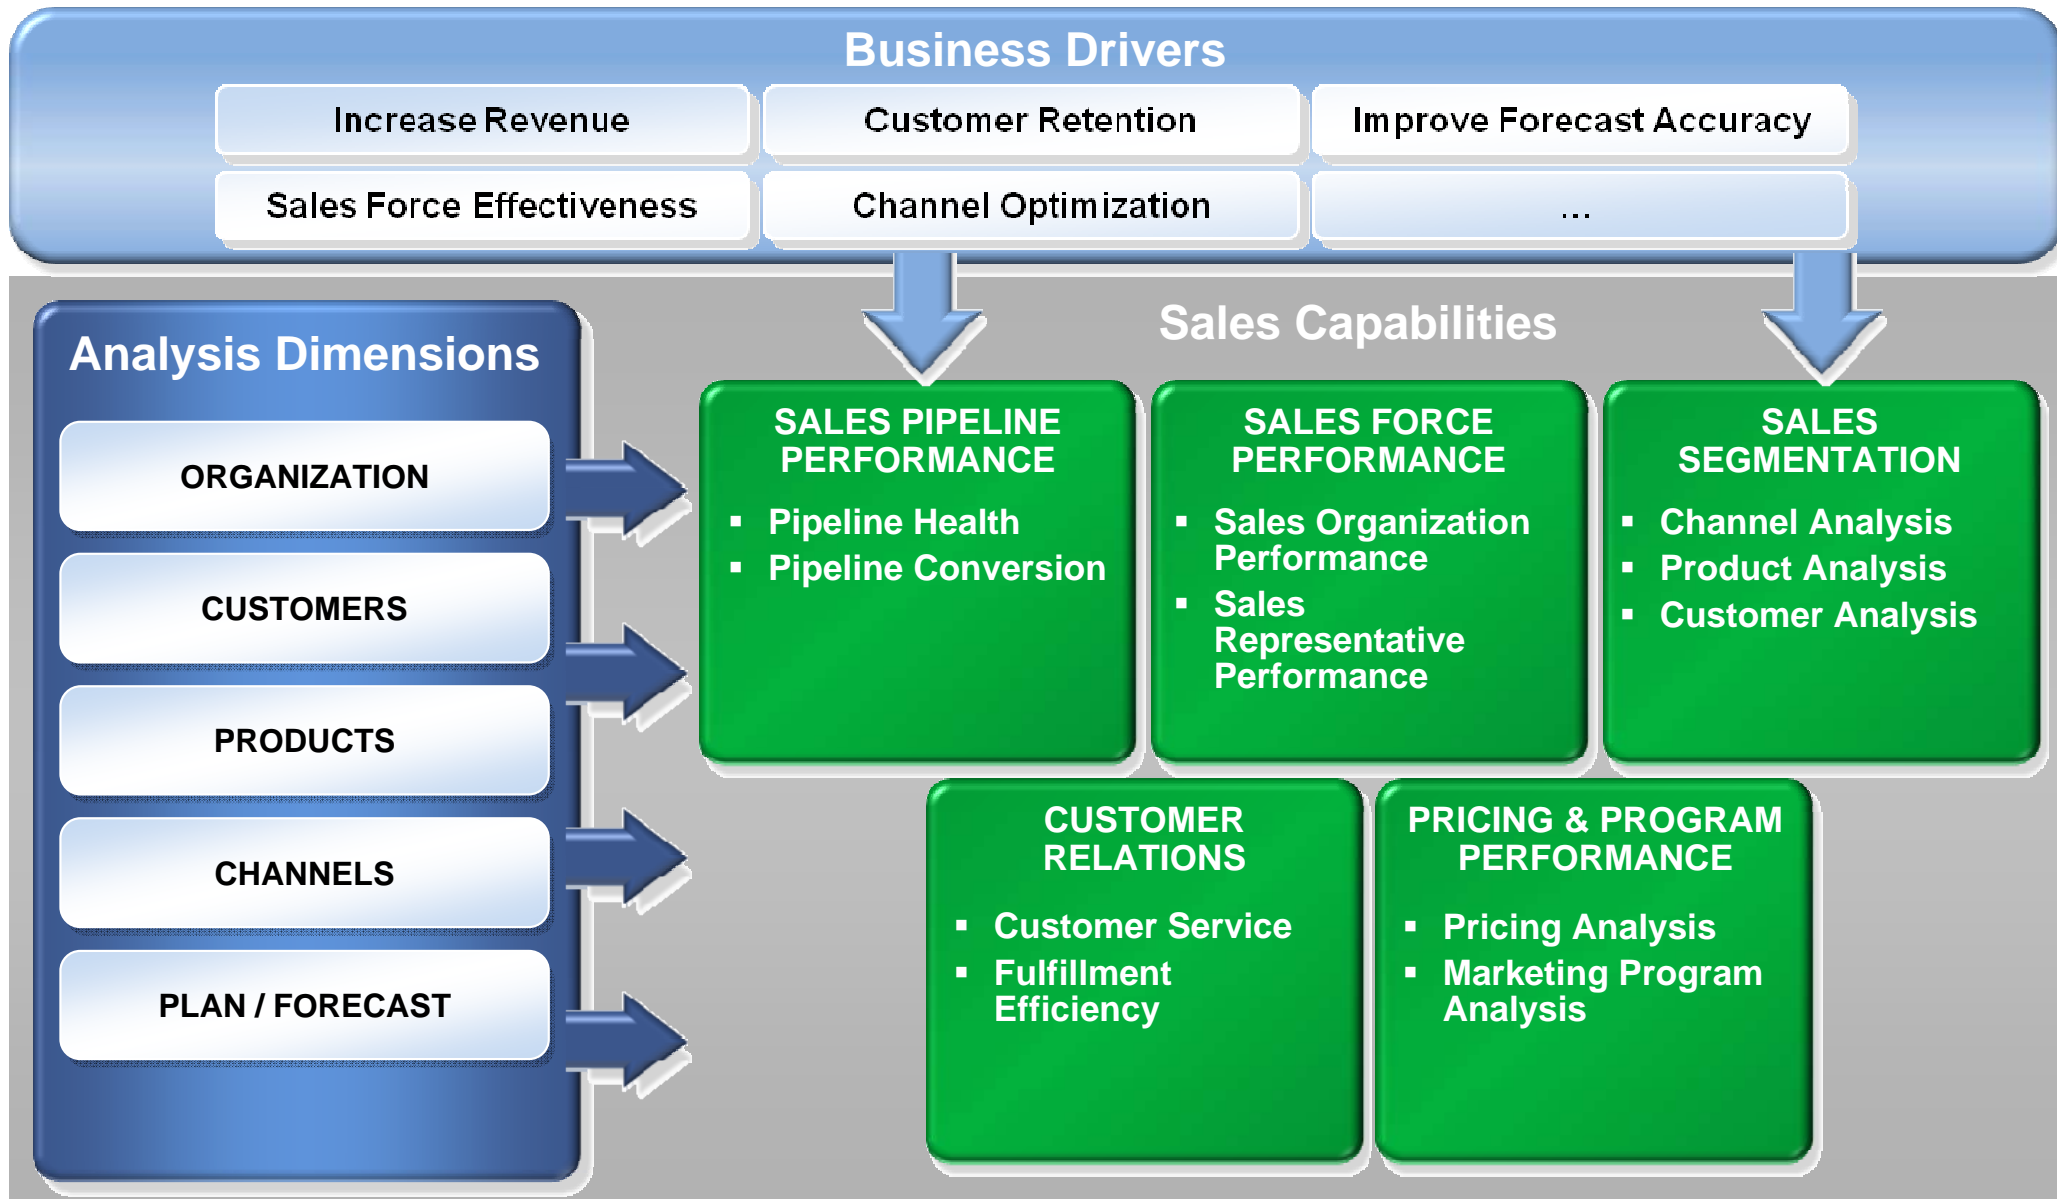 Business Drivers
Increase Revenue
Customer Retention
Improve Forecast Accuracy
Sales Force Effectiveness
Channel Optimization
...
Analysis Dimensions
ORGANIZATION
CUSTOMERS
PRODUCTS
CHANNELS
PLAN / FORECAST
Sales Capabilities
SALES PIPELINE
PERFORMANCE
▪ Pipeline Health
▪ Pipeline Conversion
SALES FORCE
PERFORMANCE
▪ Sales Organization
Performance
▪ Sales
Representative
Performance
SALES
SEGMENTATION
▪ Channel Analysis
▪ Product Analysis
▪ Customer Analysis
CUSTOMER
RELATIONS
▪ Customer Service
▪ Fulfillment
Efficiency
PRICING & PROGRAM
PERFORMANCE
▪ Pricing Analysis
▪ Marketing Program
Analysis